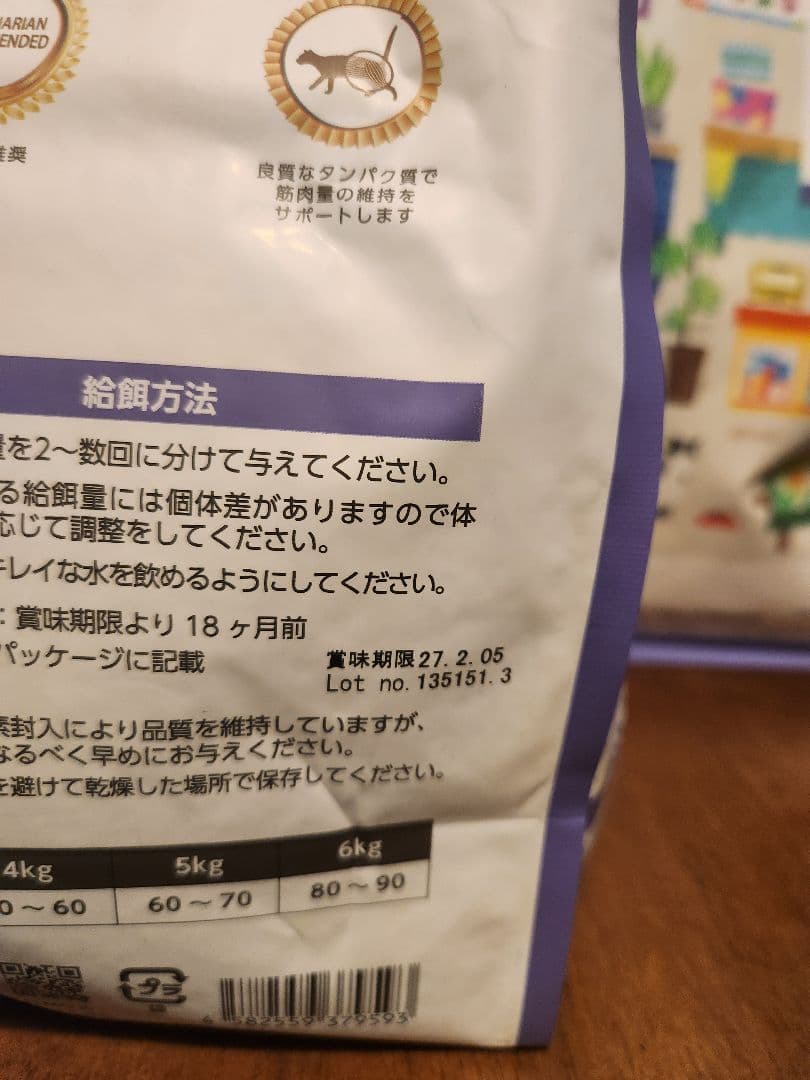 ARIAN
ENDED
推奨
良質なタンパク質で
筋肉量の維持を
サポートします
給餌方法
量を2〜数回に分けて与えてください。
る給餌量には個体差がありますので体
応じて調整をしてください。
キレイな水を飲めるようにしてください。
：賞味期限より 18 ヶ月前
パッケージに記載
賞味期限27.2.05
Lot no.135151.3
素封入により品質を維持していますが、
なるべく早めにお与えください。
を避けて乾燥した場所で保存してください。
4kg 5kg 6kg
0〜60 60〜70 80〜90
プラ
4 582559 379593